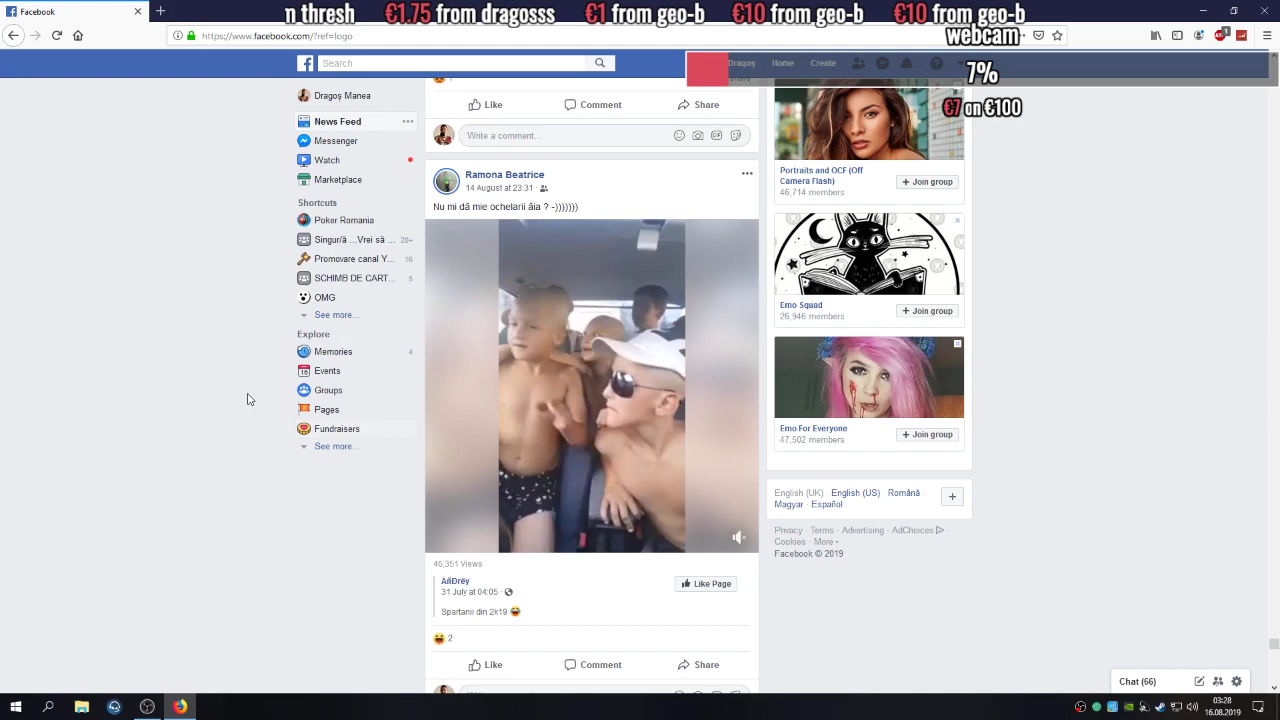 Facebook
n thresh €1.75 from dragosss €1 from geo-b €10 from geo-b €10 from geo-b
https://www.facebook.com/?ref=logo
webcam
7%
€7 on €100
Search
Dragoş Home Create
Dragoş Manea
News Feed
Messenger
Watch
Marketplace
Shortcuts
Poker Romania
Singur/ă ...Vrei să ... 20+
Promovare canal Y... 16
SCHIMB DE CART... 5
OMG
See more...
Explore
Memories 4
Events
Groups
Pages
Fundraisers
See more...
Like Comment Share
Write a comment...
Ramona Beatrice
14 August at 23:31
Nu mi dă mie ochelarii ăia ? -)))))))
46,351 Views
AñDrëy
31 July at 04:05
Like Page
Spartanii din 2k19
2
Like Comment Share
Portraits and OCF (Off
Camera Flash)
46,714 members
Join group
Emo Squad
26,946 members
Join group
Emo For Everyone
47,502 members
Join group
English (UK) · English (US) · Română ·
Magyar · Español
Privacy · Terms · Advertising · AdChoices ·
Cookies · More
Facebook © 2019
Chat (66)
03:28
16.08.2019